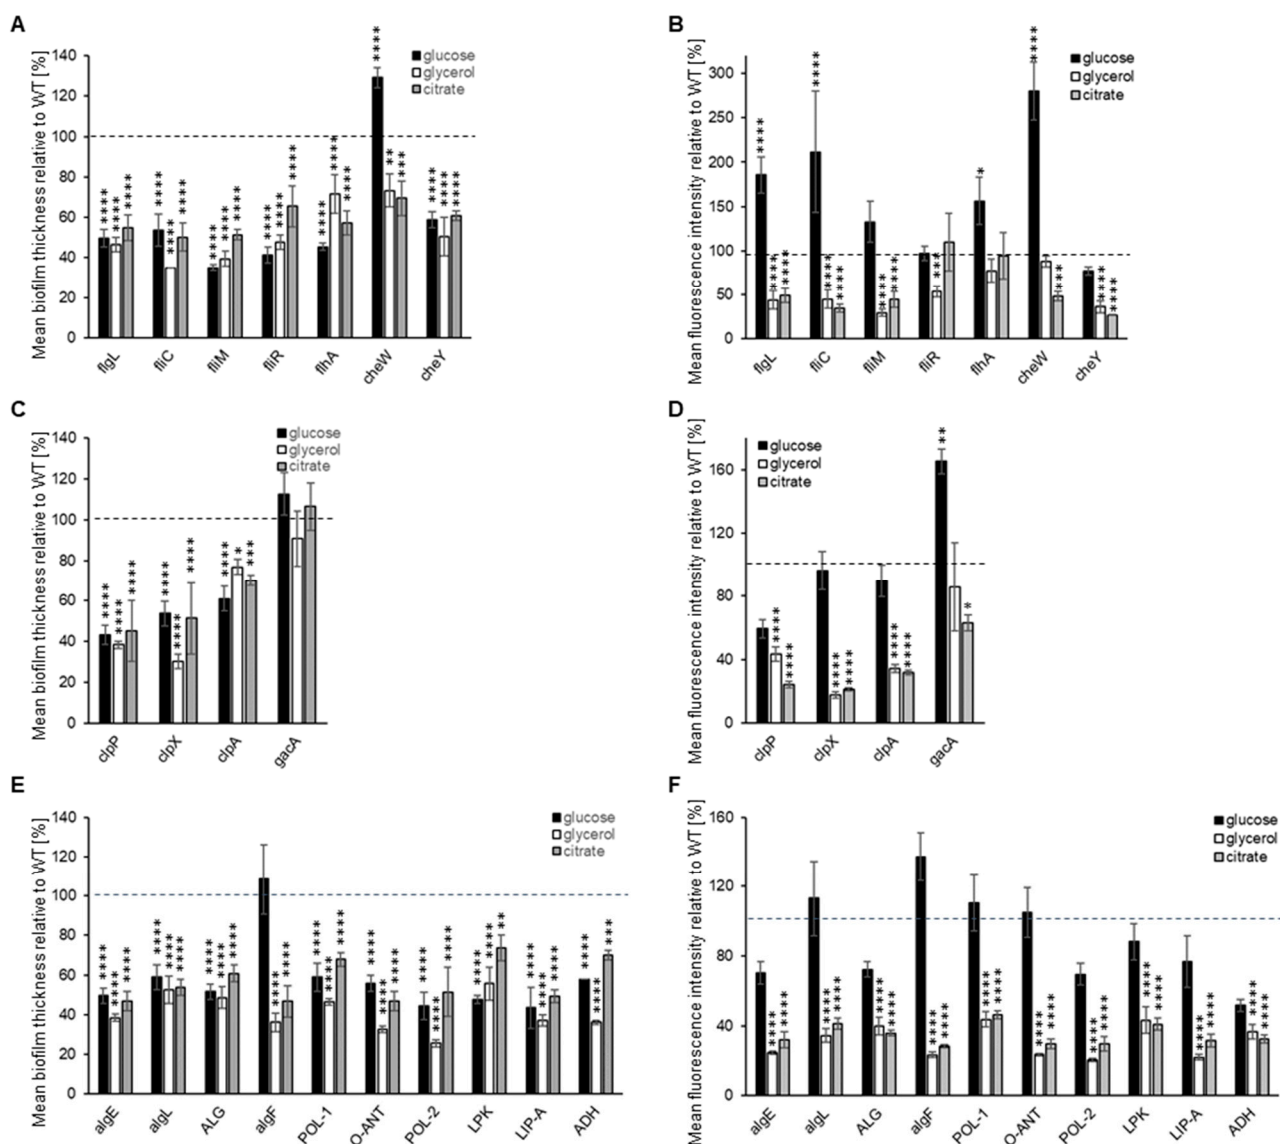 A
Mean biofilm thickness relative to WT [%]
140
120
100
80
60
40
20
0
glucose
glycerol
citrate
**** **** ****
**** **** ****
**** **** ****
**** **** ****
**** **** ****
**** ** ***
**** **** ****
flgL fliC fliM fliR flhA cheW cheY
B
Mean fluorescence intensity relative to WT [%]
300
250
200
150
100
50
0
glucose
glycerol
citrate
**** **** ****
**** **** ****
**** ****
****
*
**** ***
**** ****
flgL fliC fliM fliR flhA cheW cheY
C
Mean biofilm thickness relative to WT [%]
140
120
100
80
60
40
20
0
glucose
glycerol
citrate
**** **** ****
**** **** ****
**** * ***
clpP clpX clpA gacA
D
Mean fluorescence intensity relative to WT [%]
160
120
80
40
0
glucose
glycerol
citrate
**** ****
**** ****
**** ****
** *
clpP clpX clpA gacA
E
Mean biofilm thickness relative to WT [%]
140
120
100
80
60
40
20
0
glucose
glycerol
citrate
**** **** ****
**** **** ****
**** **** ****
**** ****
**** **** ****
**** **** ****
**** **** ****
**** **** **
**** **** ****
**** **** ****
algE algL ALG algF POL-1 O-ANT POL-2 LPK LIP-A ADH
F
Mean fluorescence intensity relative to WT [%]
160
120
80
40
0
glucose
glycerol
citrate
**** ****
**** ****
**** ****
**** ****
**** ****
**** ****
**** ****
**** ****
**** ****
**** ****
algE algL ALG algF POL-1 O-ANT POL-2 LPK LIP-A ADH